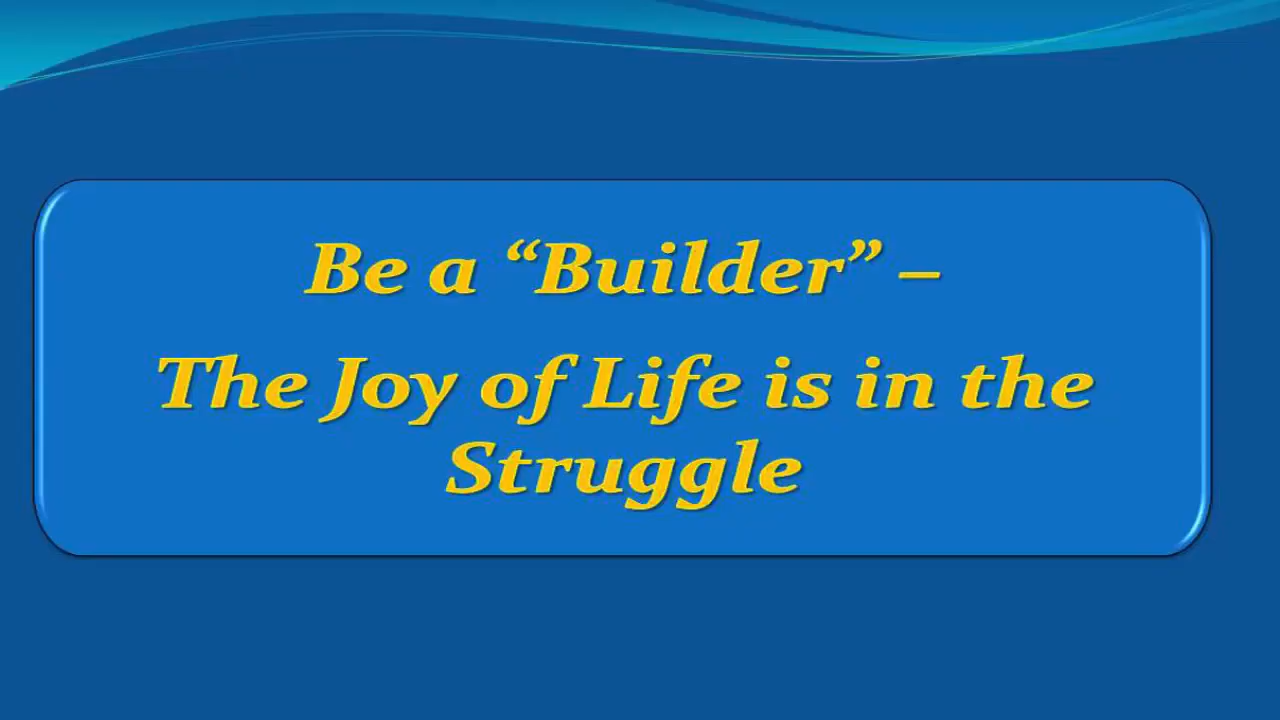 Be a “Builder” –
The Joy of Life is in the
Struggle